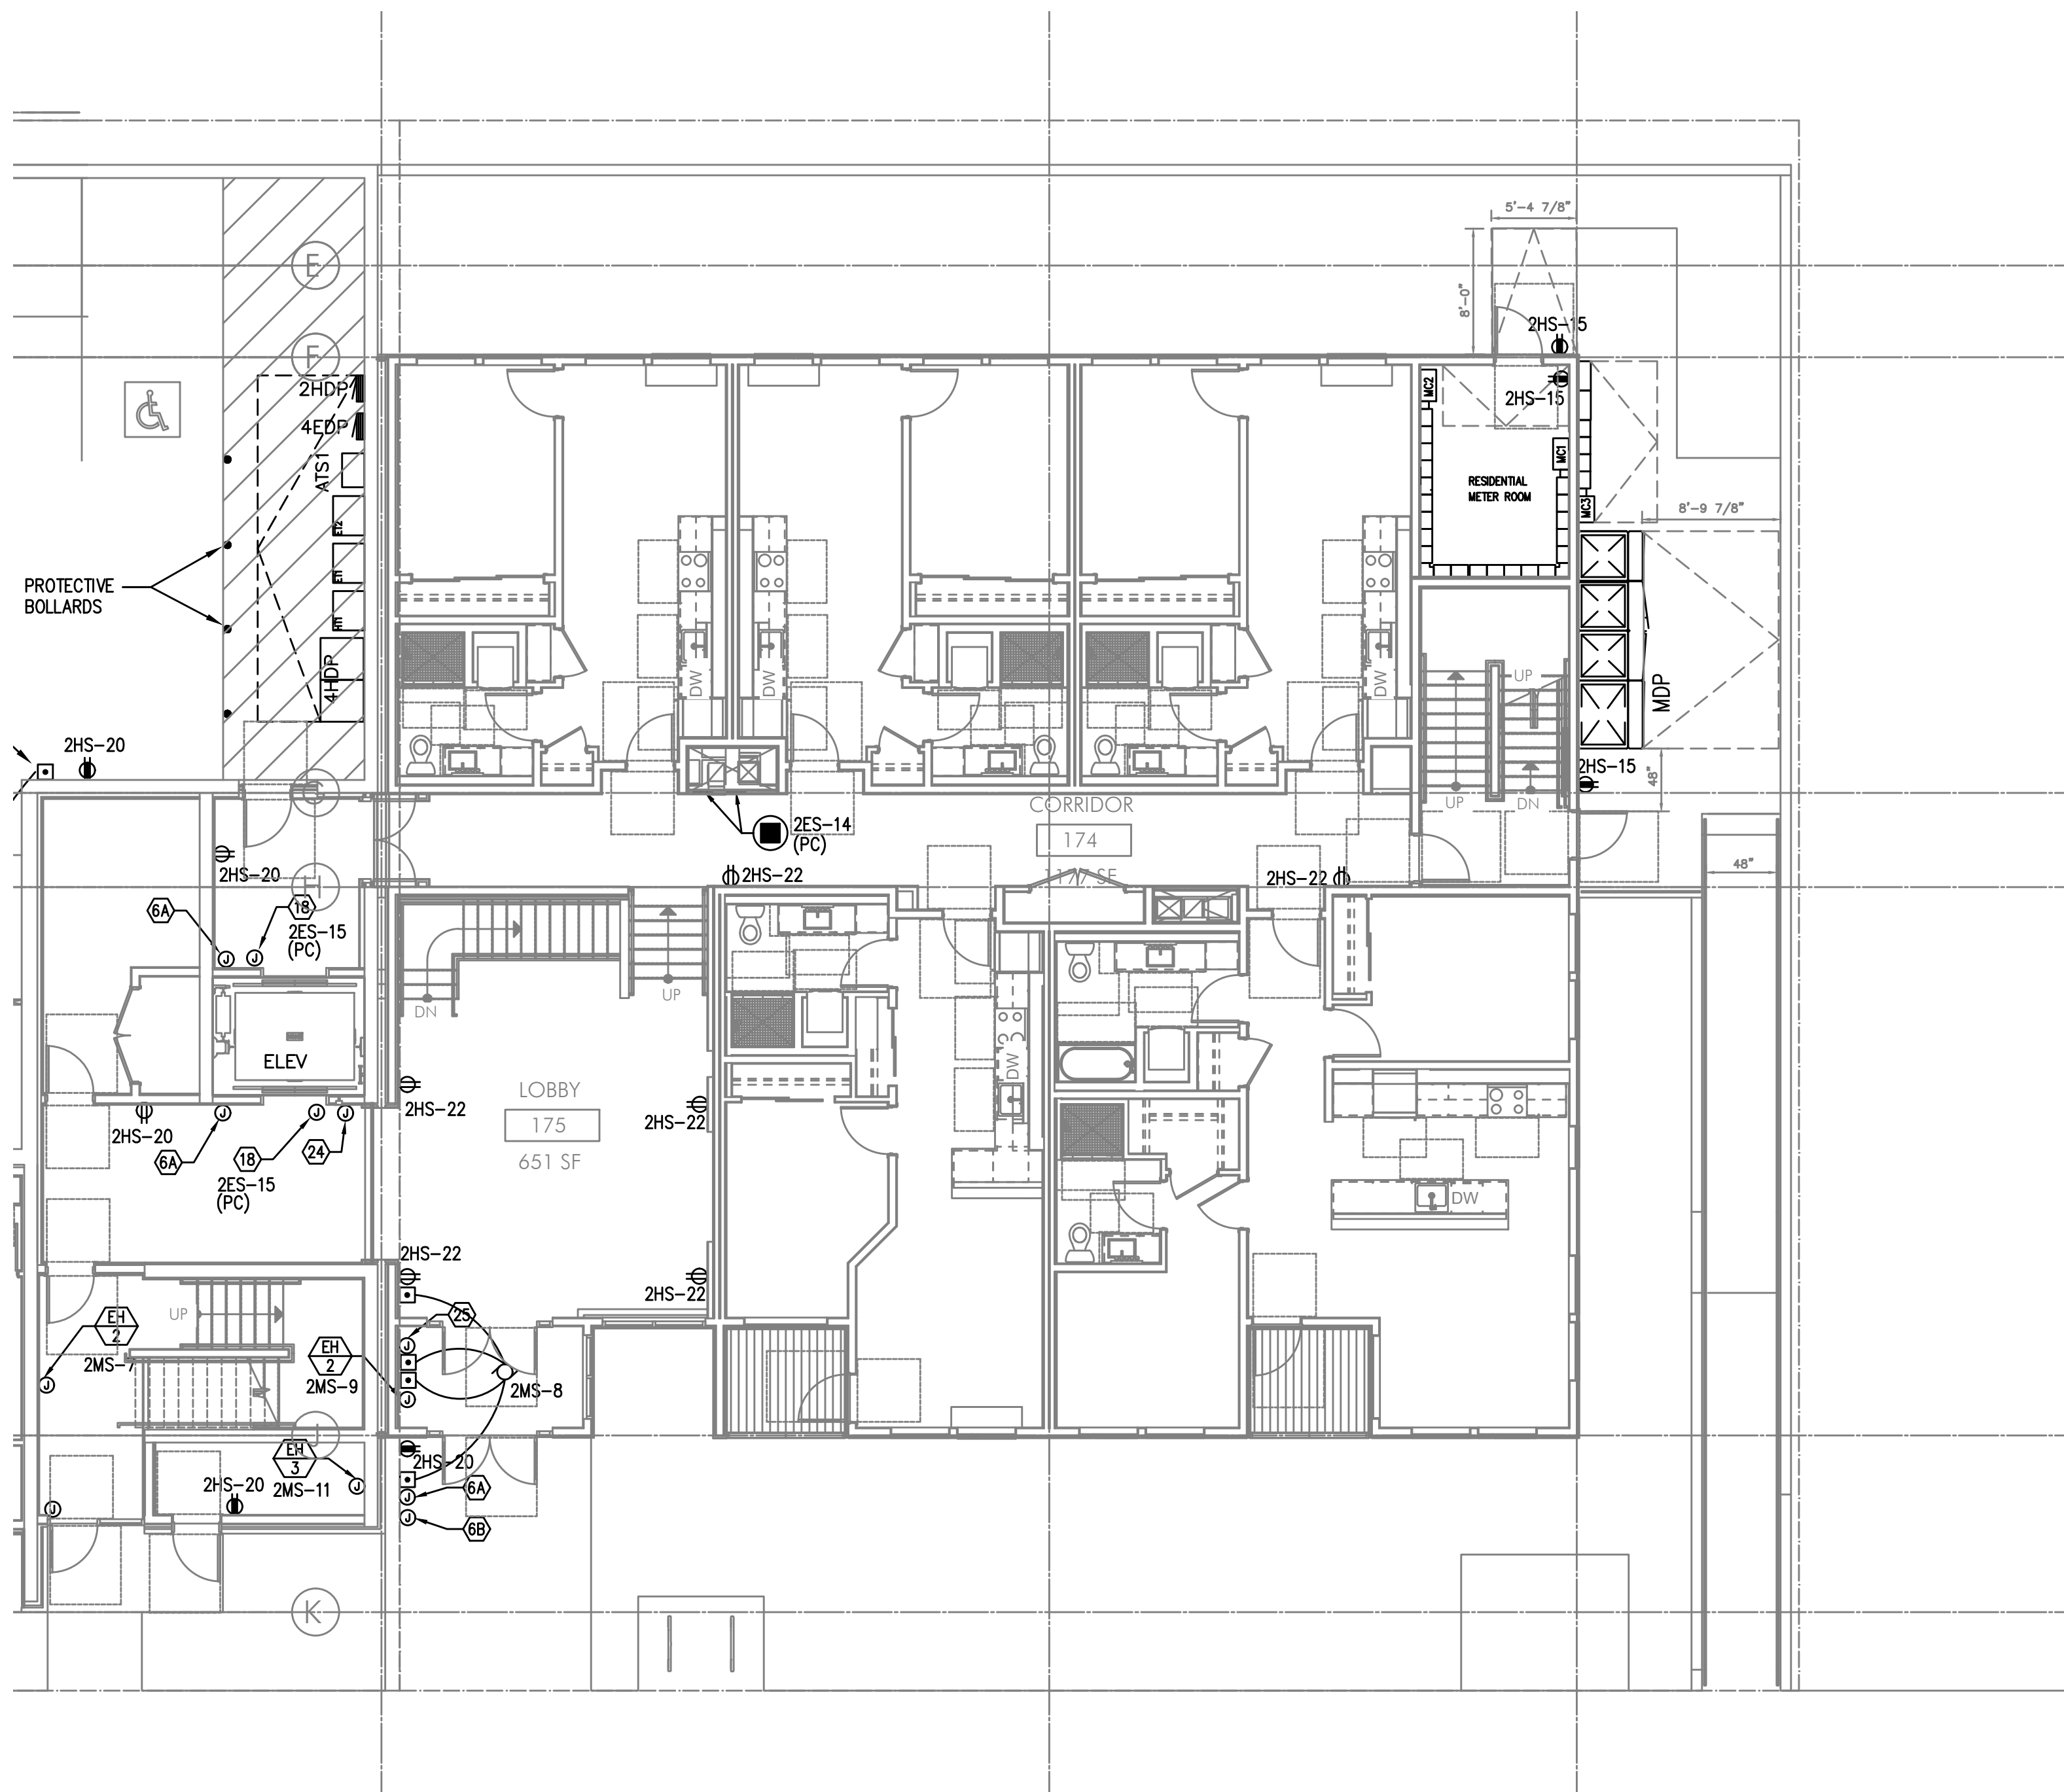 5'-4 7/8"
E
8'-0"
2HS-15
F
2HDP
MC2
2HS-15
4EDP
ATS1
MC1
RESIDENTIAL
METER ROOM
MC3
8'-9 7/8"
ET2
ET1
PROTECTIVE
BOLLARDS
HT1
4HDP
DW
DW
DW
UP
MDP
2HS-20
2HS-15
48"
G
UP
DN
CORRIDOR
174
1177 SF
2ES-14
(PC)
48"
2HS-20
H
2HS-22
2HS-22
6A
18
2ES-15
(PC)
J
J
UP
DN
ELEV
DW
LOBBY
175
651 SF
2HS-22
2HS-22
J
J
J
2HS-20
6A
18
24
2ES-15
(PC)
DW
2HS-22
2HS-22
UP
EH
2
2MS-7
25
EH
2
2MS-9
J
J
J
2MS-8
J
EH
3
2MS-11
2HS-20
2HS-20
J
J
J
J
6A
6B
K